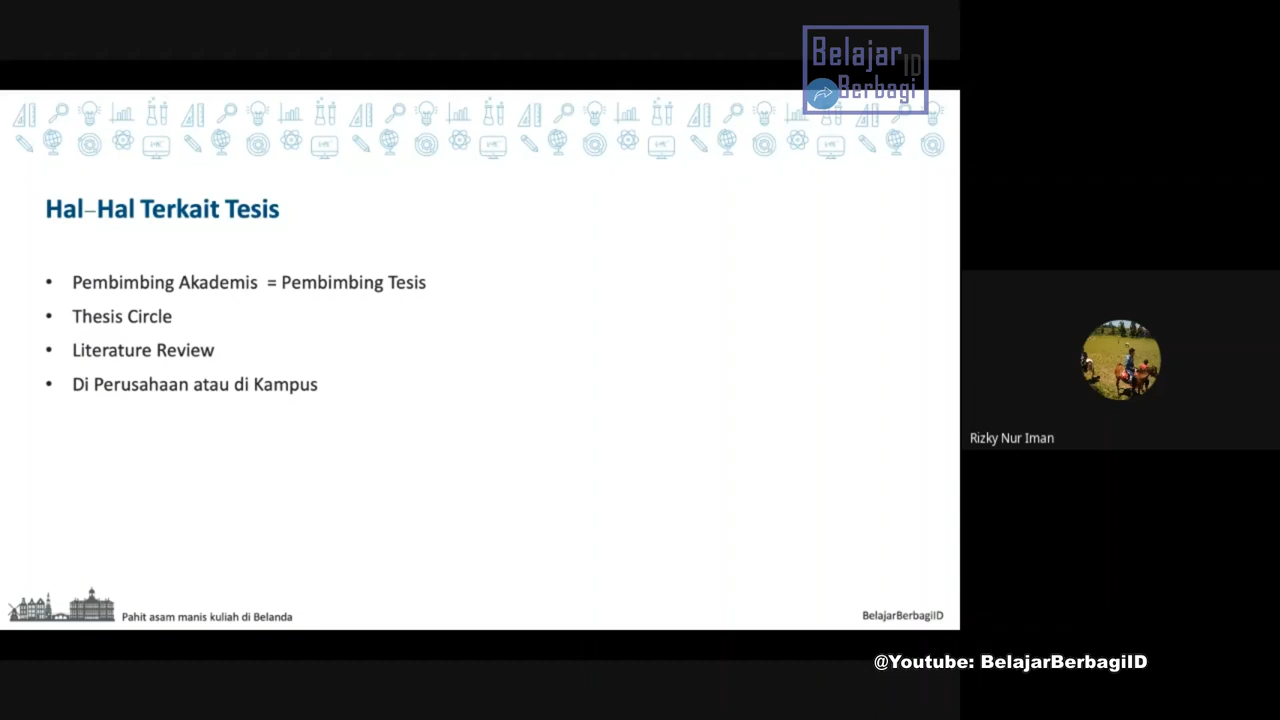 Belajar ID
Berbagi
Hal–Hal Terkait Tesis
• Pembimbing Akademis = Pembimbing Tesis
• Thesis Circle
• Literature Review
• Di Perusahaan atau di Kampus
Rizky Nur Iman
Pahit asam manis kuliah di Belanda
BelajarBerbagiID
@Youtube: BelajarBerbagiID